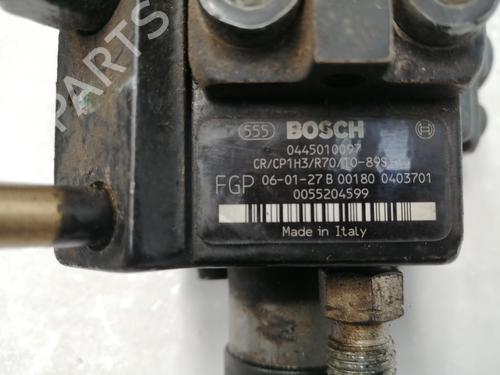 B-PARTS
555 BOSCH
0445010097
CR/CP1H3/R70/10-89S
FGP 06-01-27 B 00180 0403701
0055204599
Made in Italy